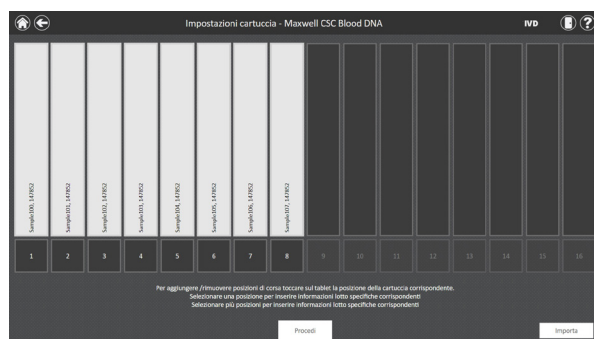 Impostazioni cartuccia - Maxwell CSC Blood DNA
IVD
?
Sample100, 147852
Sample101, 147852
Sample102, 147852
Sample103, 147852
Sample104, 147852
Sample105, 147852
Sample106, 147852
Sample107, 147852
1 2 3 4 5 6 7 8 9 10 11 12 13 14 15 16
Per aggiungere /rimuovere posizioni di corsa toccare sul tablet la posizione della cartuccia corrispondente.
Selezionare una posizione per inserire informazioni lotto specifiche corrispondenti
Selezionare più posizioni per inserire informazioni lotto specifiche corrispondenti
Procedi
Importa